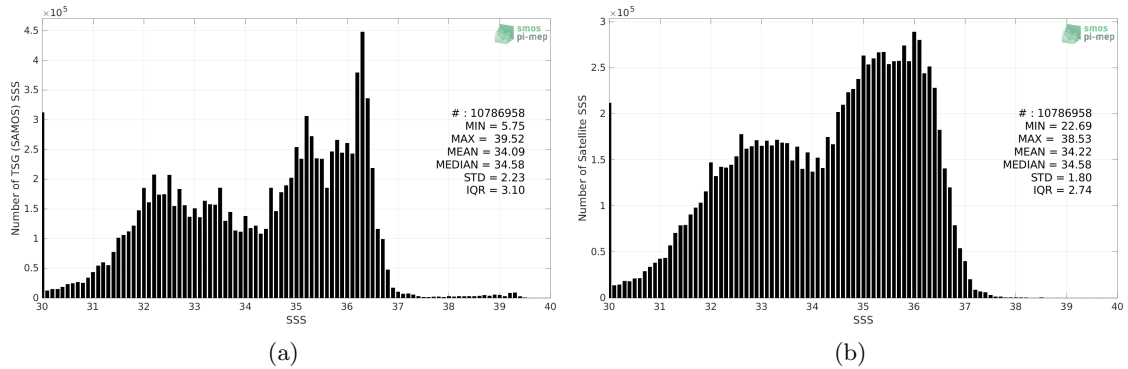 ×10⁵
4.5
4
3.5
3
2.5
2
1.5
1
0.5
0
Number of TSG (SAMOS) SSS
smos
pi-mep
# : 10786958
MIN = 5.75
MAX = 39.52
MEAN = 34.09
MEDIAN = 34.58
STD = 2.23
IQR = 3.10
30 31 32 33 34 35 36 37 38 39 40
SSS
(a)
×10⁵
3
2.5
2
1.5
1
0.5
0
Number of Satellite SSS
smos
pi-mep
# : 10786958
MIN = 22.69
MAX = 38.53
MEAN = 34.22
MEDIAN = 34.58
STD = 1.80
IQR = 2.74
30 31 32 33 34 35 36 37 38 39 40
SSS
(b)